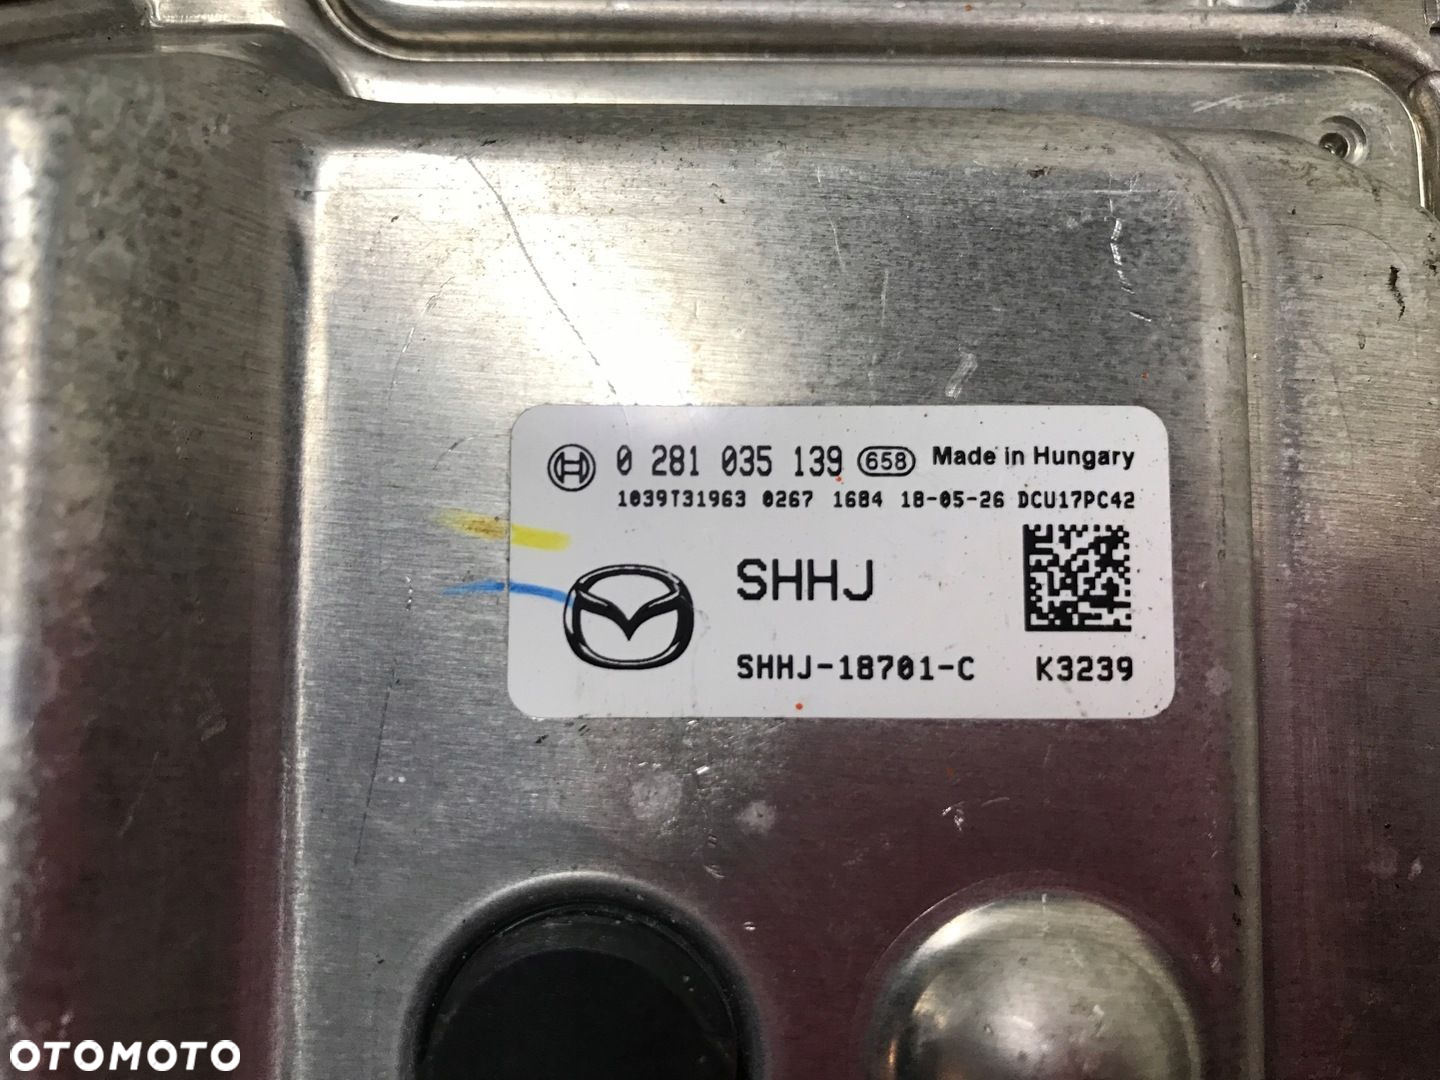 0 281 035 139 658 Made in Hungary
1039T31963 0267 1684 18-05-26 DCU17PC42
SHHJ
SHHJ-18701-C K3239
OTOMOTO